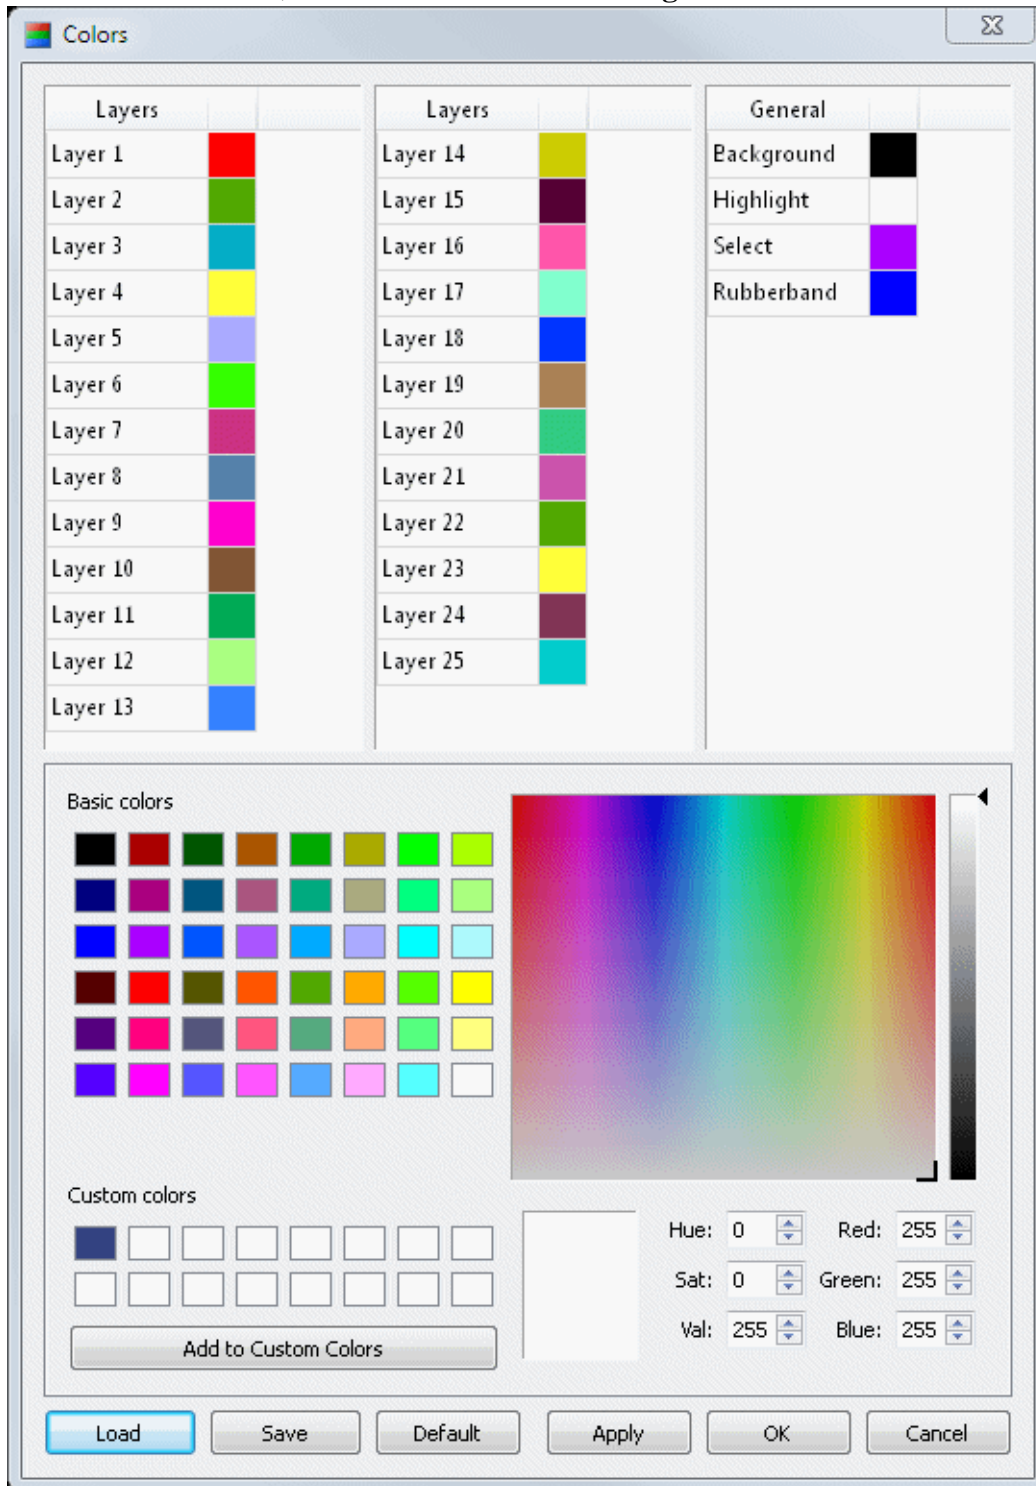 Colors
Layers
Layer 1
Layer 2
Layer 3
Layer 4
Layer 5
Layer 6
Layer 7
Layer 8
Layer 9
Layer 10
Layer 11
Layer 12
Layer 13
Layers
Layer 14
Layer 15
Layer 16
Layer 17
Layer 18
Layer 19
Layer 20
Layer 21
Layer 22
Layer 23
Layer 24
Layer 25
General
Background
Highlight
Select
Rubberband
Basic colors
Custom colors
Add to Custom Colors
Hue: 0 Red: 255
Sat: 0 Green: 255
Val: 255 Blue: 255
Load Save Default Apply OK Cancel